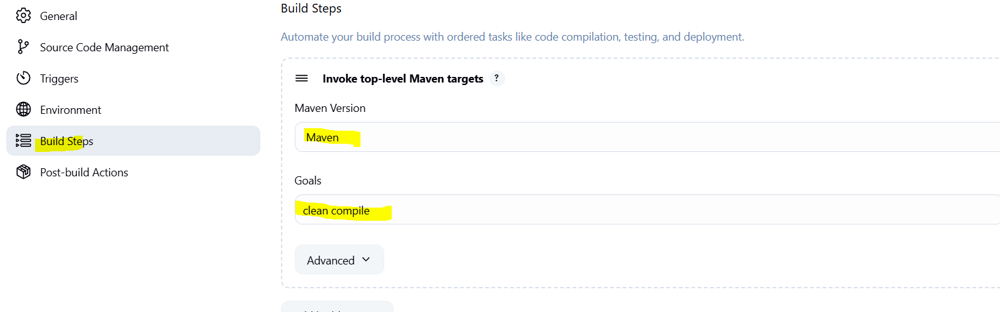 General
Source Code Management
Triggers
Environment
Build Steps
Post-build Actions
Build Steps
Automate your build process with ordered tasks like code compilation, testing, and deployment.
Invoke top-level Maven targets ?
Maven Version
Maven
Goals
clean compile
Advanced